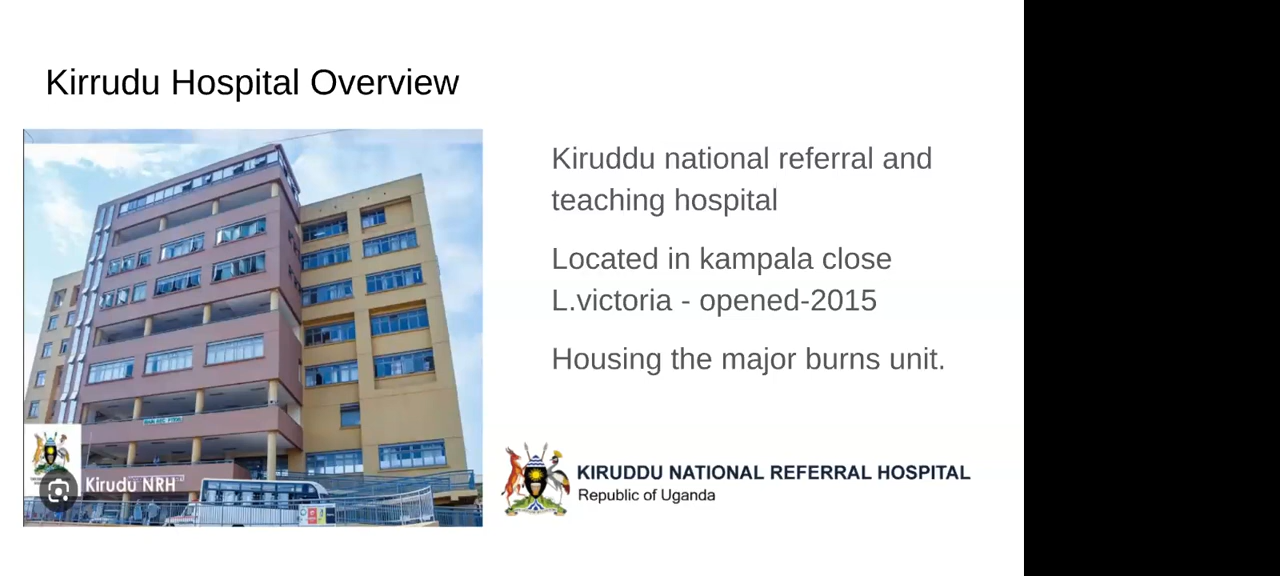 Kirrudu Hospital Overview
Kiruddu national referral and
teaching hospital
Located in kampala close
L.victoria - opened-2015
Housing the major burns unit.
Kirudu NRH
KIRUDDU NATIONAL REFERRAL HOSPITAL
Republic of Uganda